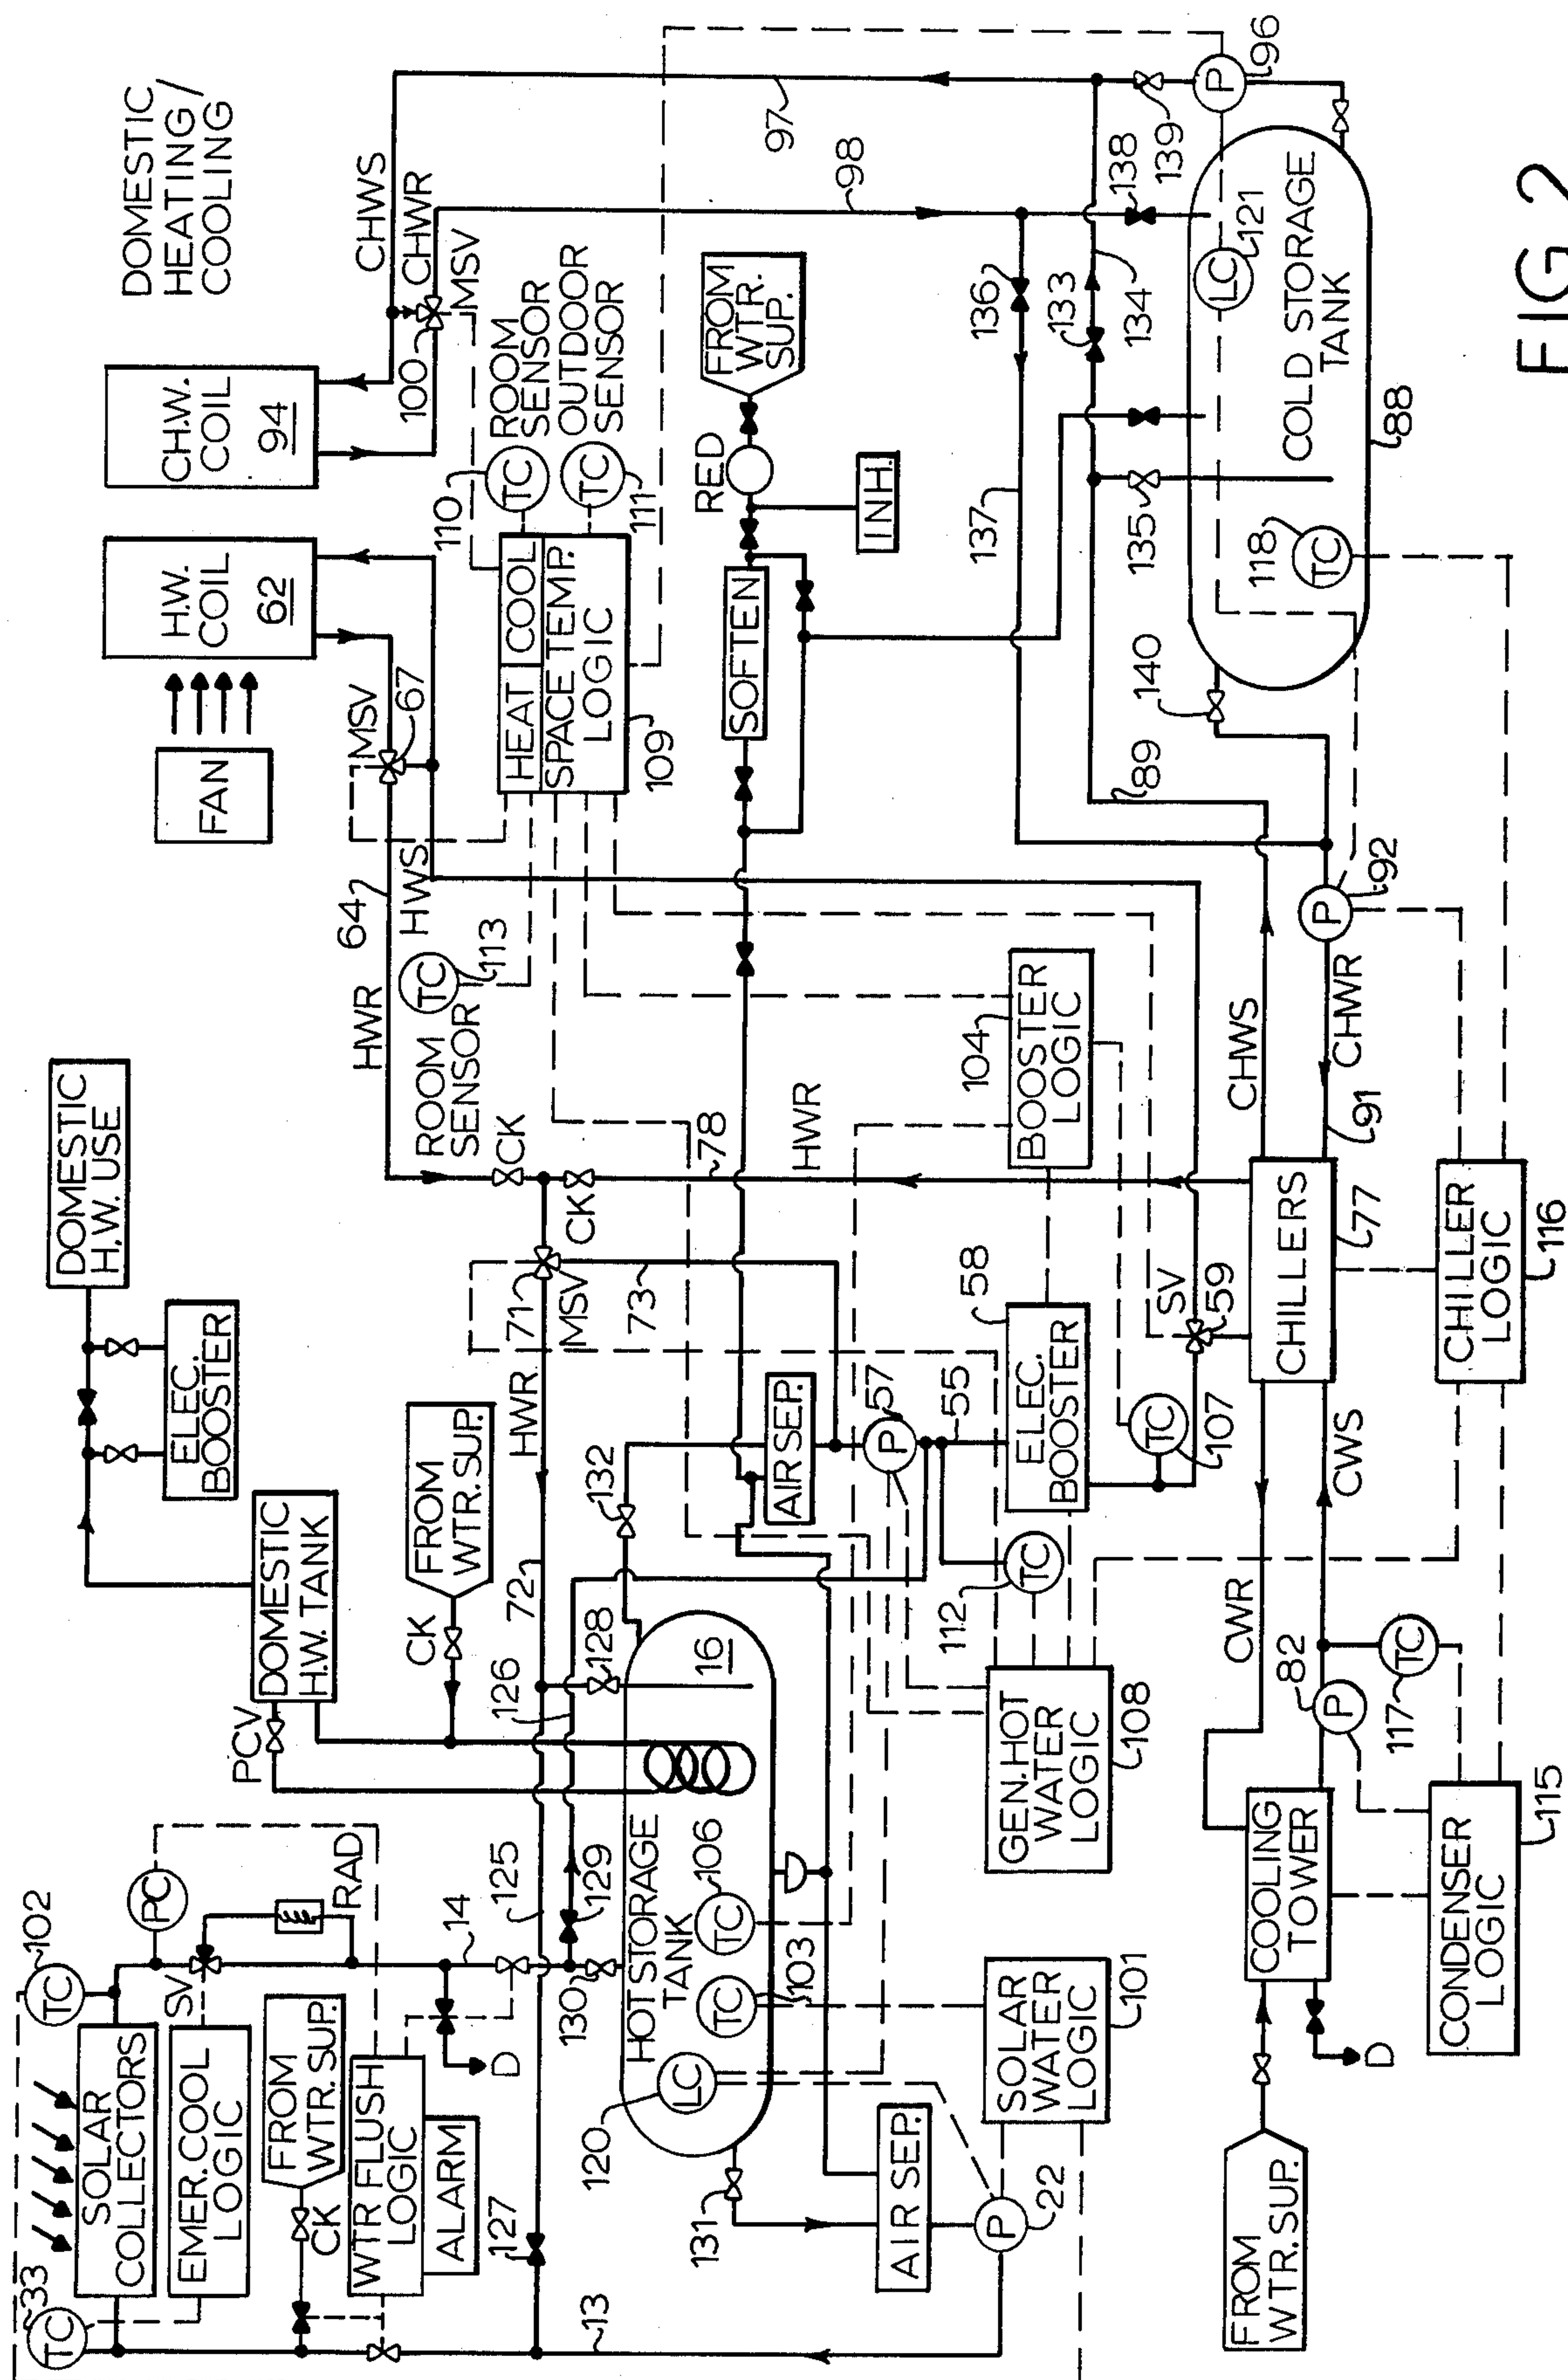 DOMESTIC
HEATING/
COOLING
CHWS
CHWR
MSV
100
CH.W.
COIL
94
H.W.
COIL
62
FAN
MSV
67
64
HWS
HWR
97
98
96
P
139
138
ROOM
SENSOR
OUTDOOR
SENSOR
TC
TC
110
111
HEAT
COOL
SPACE TEMP.
LOGIC
109
TC
113
ROOM
SENSOR
FROM
WTR.
SUP.
RED
INH.
SOFTEN
136
137
133
134
135
LC
121
COLD STORAGE
TANK
88
TC
118
140
89
P
92
CHWS
CHWR
91
FIG 2
DOMESTIC
H.W. USE
ELEC.
BOOSTER
DOMESTIC
H.W. TANK
PCV
CK
FROM
WTR.SUP.
CK
CK
78
HWR
71
MSV
73
HWR
72
BOOSTER
LOGIC
104
58
ELEC.
BOOSTER
SV
59
TC
107
CHILLERS
77
CHILLER
LOGIC
116
AIR SEP.
P
57
55
132
TC
112
128
126
16
125
129
HOT STORAGE
TANK
TC
106
TC
103
LC
120
130
131
GEN. HOT
WATER
LOGIC
108
CWR
CWS
82
P
TC
117
COOLING
TOWER
CONDENSER
LOGIC
115
D
FROM
WTR.SUP.
SOLAR
WATER
LOGIC
101
AIR SEP.
P
22
13
127
102
TC
PC
RAD
SV
14
SOLAR
COLLECTORS
EMER.COOL
LOGIC
FROM
WTR.SUP.
CK
WTR FLUSH
LOGIC
ALARM
D
33
TC